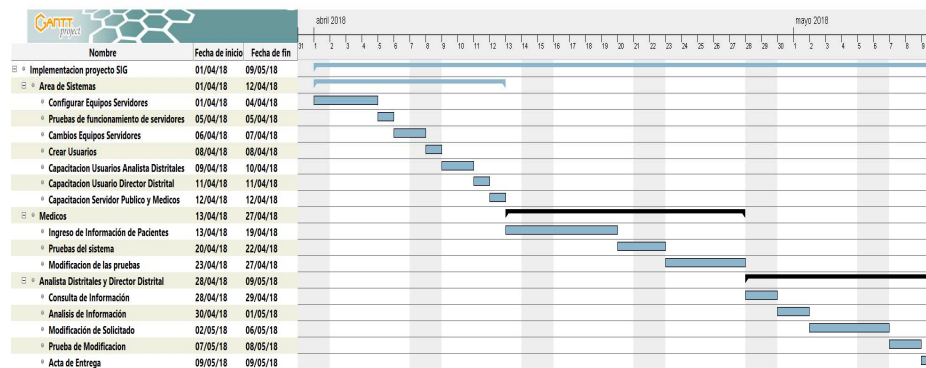 GANTT project
abril 2018 mayo 2018
Nombre Fecha de inicio Fecha de fin
31 1 2 3 4 5 6 7 8 9 10 11 12 13 14 15 16 17 18 19 20 21 22 23 24 25 26 27 28 29 30 1 2 3 4 5 6 7 8 9
Implementacion proyecto SIG 01/04/18 09/05/18
Area de Sistemas 01/04/18 12/04/18
Configurar Equipos Servidores 01/04/18 04/04/18
Pruebas de funcionamiento de servidores 05/04/18 05/04/18
Cambios Equipos Servidores 06/04/18 07/04/18
Crear Usuarios 08/04/18 08/04/18
Capacitacion Usuarios Analista Distritales 09/04/18 10/04/18
Capacitacion Usuario Director Distrital 11/04/18 11/04/18
Capacitacion Servidor Publico y Medicos 12/04/18 12/04/18
Medicos 13/04/18 27/04/18
Ingreso de Información de Pacientes 13/04/18 19/04/18
Pruebas del sistema 20/04/18 22/04/18
Modificacion de las pruebas 23/04/18 27/04/18
Analista Distritales y Director Distrital 28/04/18 09/05/18
Consulta de Información 28/04/18 29/04/18
Analisis de Información 30/04/18 01/05/18
Modificación de Solicitado 02/05/18 06/05/18
Prueba de Modificacion 07/05/18 08/05/18
Acta de Entrega 09/05/18 09/05/18